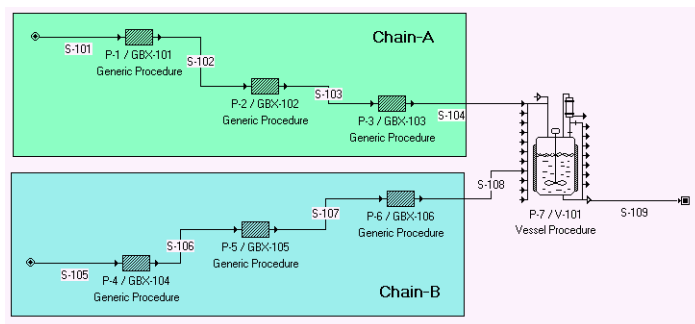 Chain-A
S-101
P-1 / GBX-101
Generic Procedure
S-102
P-2 / GBX-102
Generic Procedure
S-103
P-3 / GBX-103
Generic Procedure
S-104
S-105
P-4 / GBX-104
Generic Procedure
S-106
P-5 / GBX-105
Generic Procedure
S-107
P-6 / GBX-106
Generic Procedure
S-108
Chain-B
P-7 / V-101
Vessel Procedure
S-109